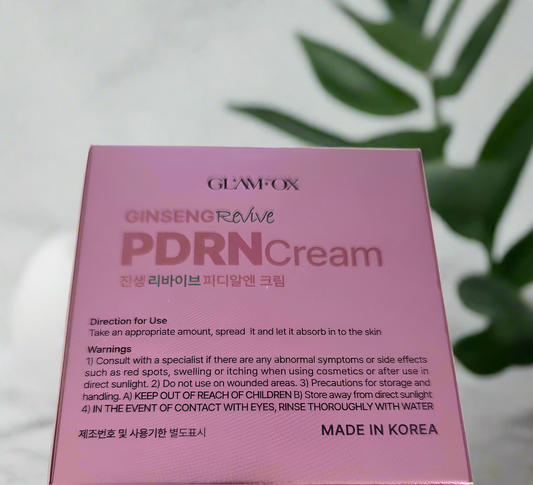 GLAM·OX
GINSENG Revive
PDRN Cream
진생 리바이브 피디알엔 크림
Direction for Use
Take an appropriate amount, spread it and let it absorb in to the skin
Warnings
1) Consult with a specialist if there are any abnormal symptoms or side effects
such as red spots, swelling or itching when using cosmetics or after use in
direct sunlight. 2) Do not use on wounded areas. 3) Precautions for storage and
handling. A) KEEP OUT OF REACH OF CHILDREN B) Store away from direct sunlight
4) IN THE EVENT OF CONTACT WITH EYES, RINSE THOROUGHLY WITH WATER
제조번호 및 사용기한 별도표시
MADE IN KOREA